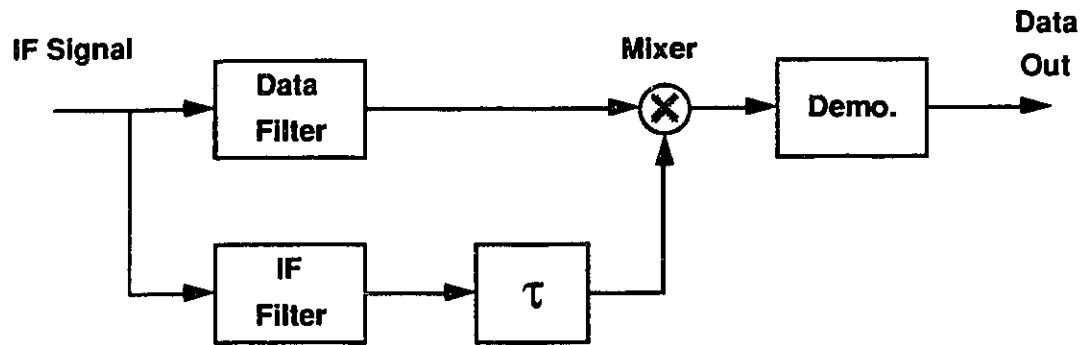 IF Signal
Data
Filter
Mixer
Demo.
Data
Out
IF
Filter
τ